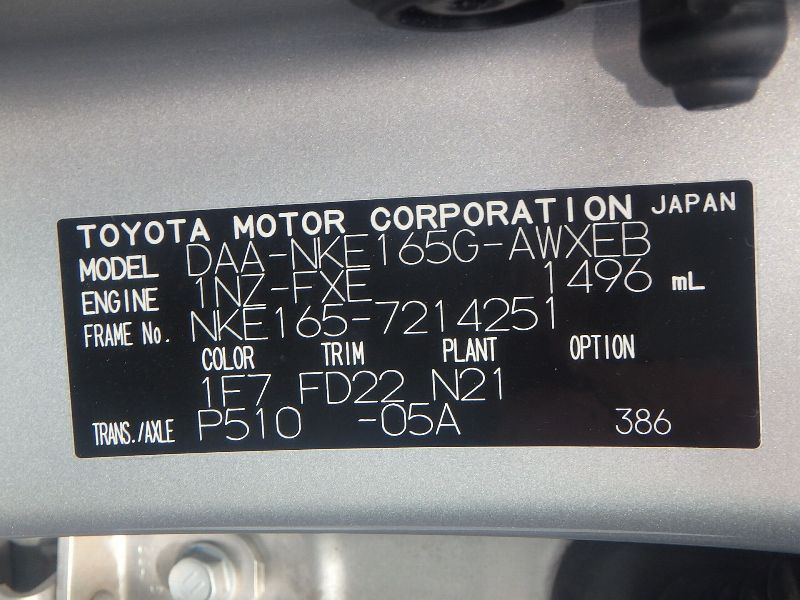 TOYOTA MOTOR CORPORATION JAPAN
MODEL DAA-NKE165G-AWXEB
ENGINE 1NZ-FXE 1496 mL
FRAME No. NKE165-7214251
COLOR TRIM PLANT OPTION
1F7 FD22 N21
TRANS./AXLE P510 -05A 386